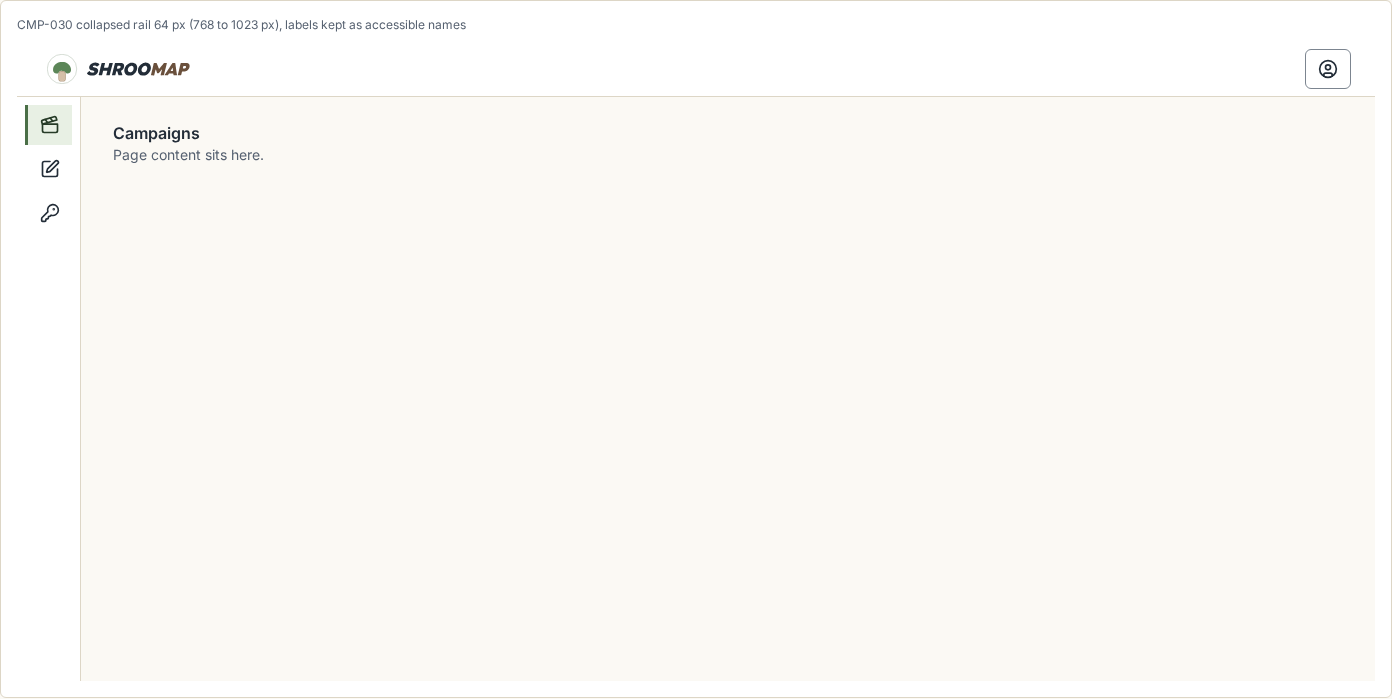 CMP-030 collapsed rail 64 px (768 to 1023 px), labels kept as accessible names
SHROOMAP
Campaigns
Page content sits here.